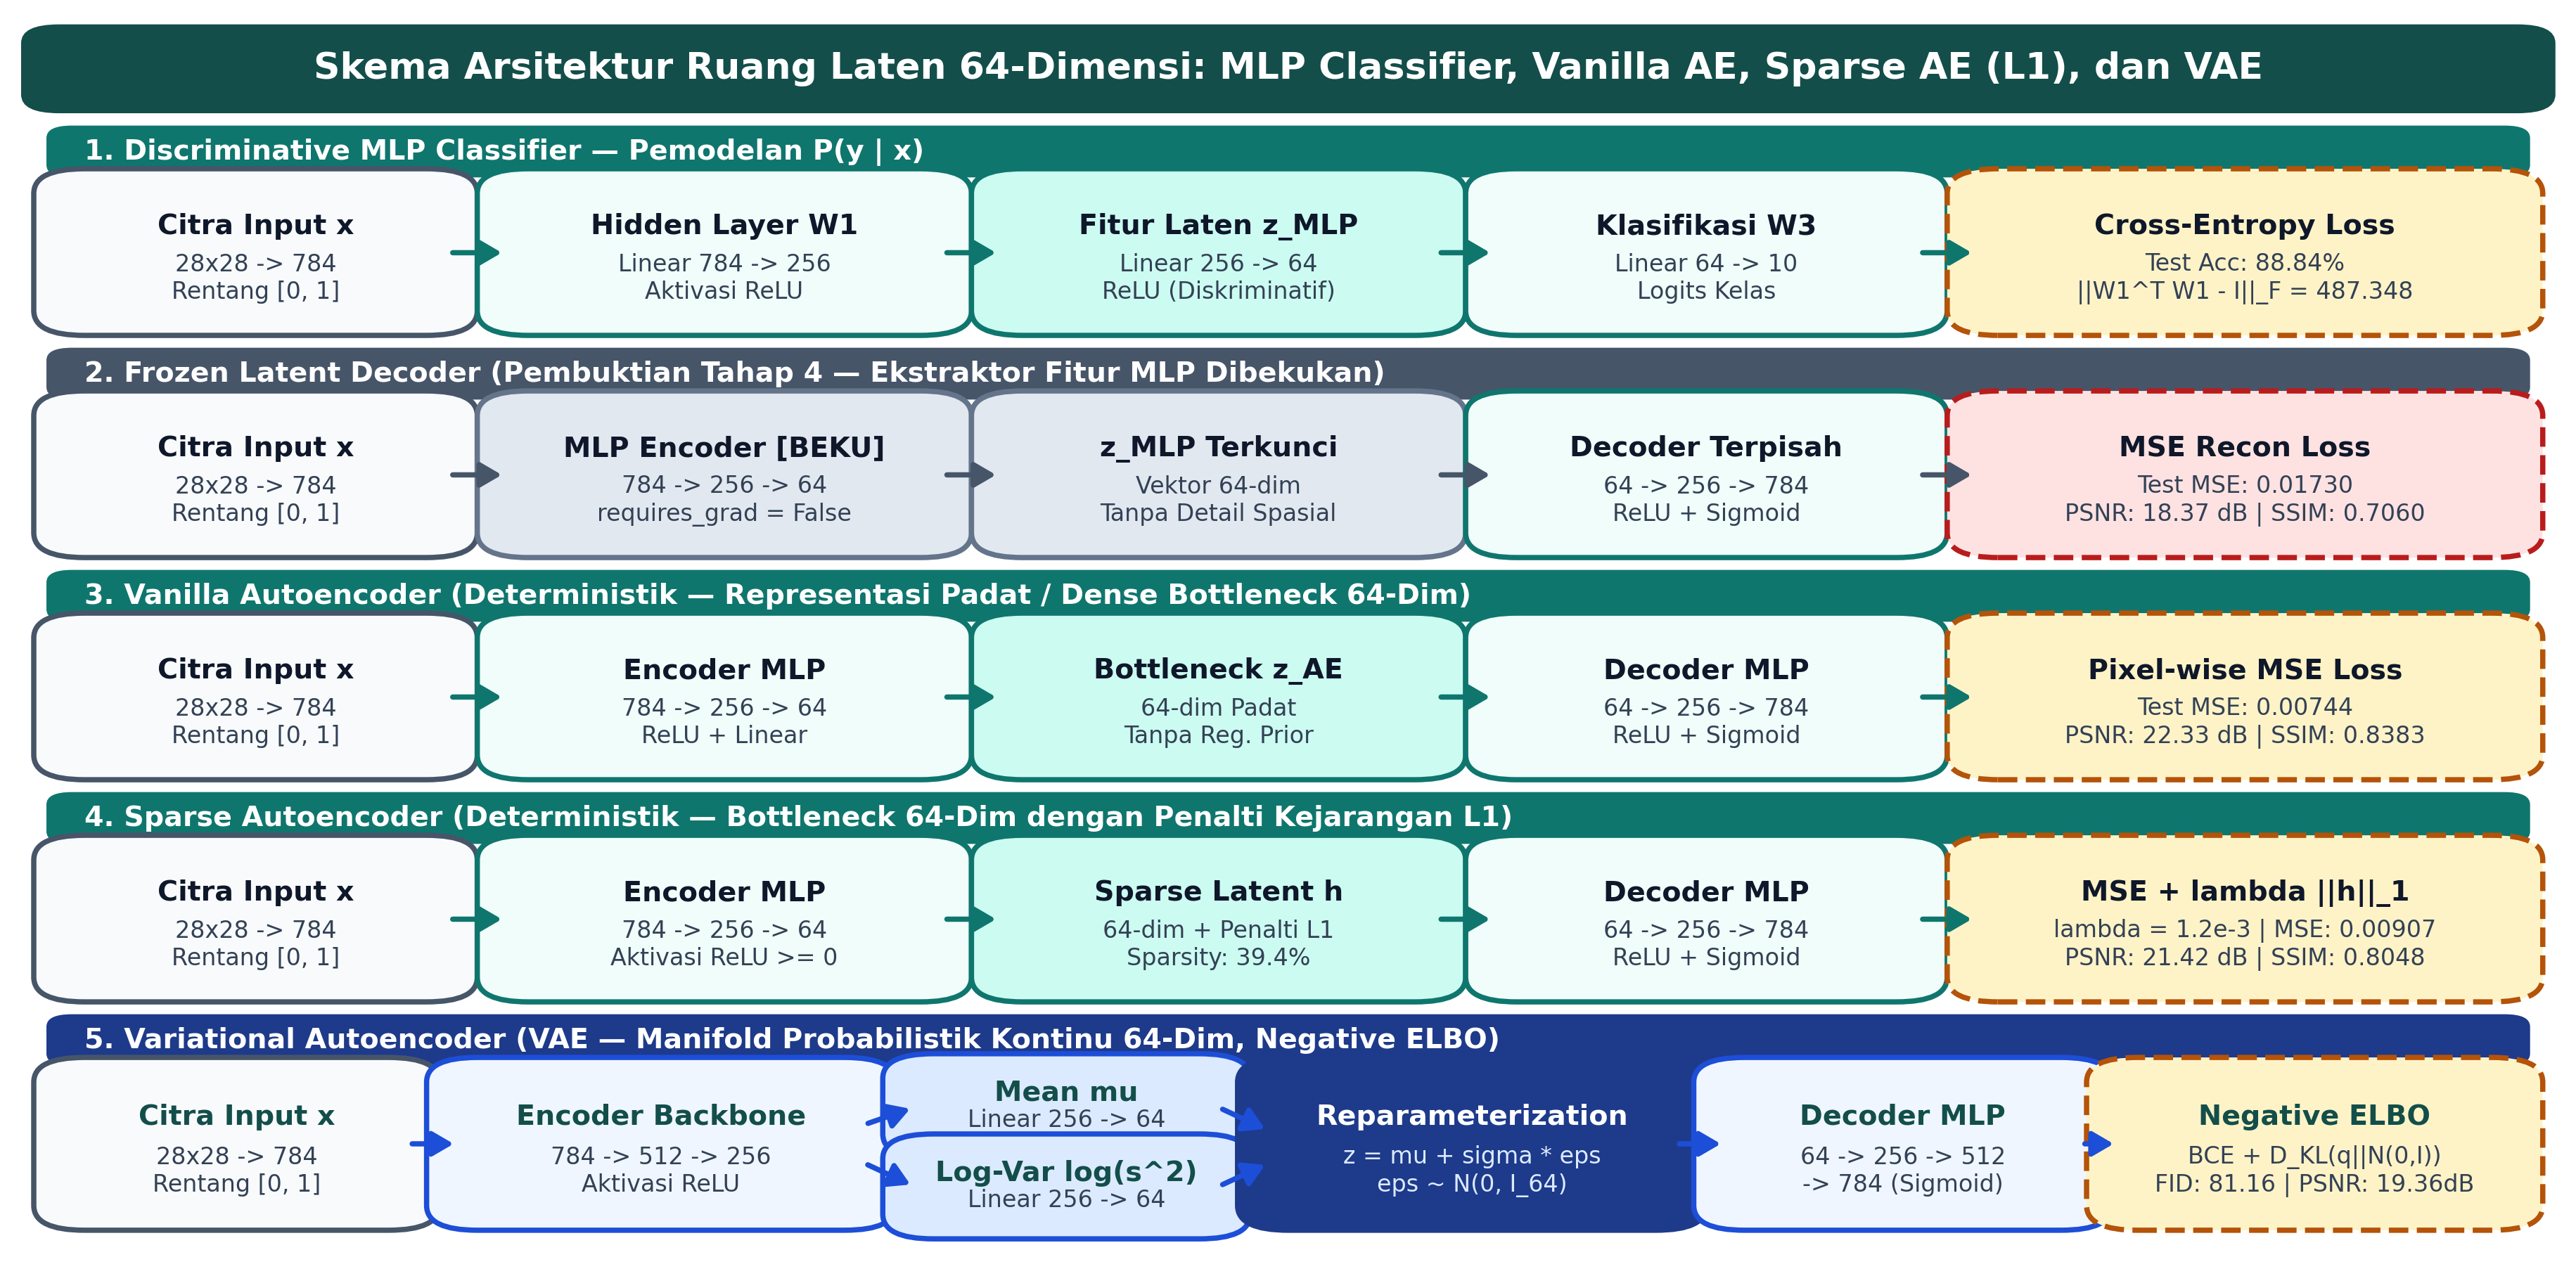 Skema Arsitektur Ruang Laten 64-Dimensi: MLP Classifier, Vanilla AE, Sparse AE (L1), dan VAE
1. Discriminative MLP Classifier — Pemodelan P(y | x)
Citra Input x
28x28 -> 784
Rentang [0, 1]
Hidden Layer W1
Linear 784 -> 256
Aktivasi ReLU
Fitur Laten z_MLP
Linear 256 -> 64
ReLU (Diskriminatif)
Klasifikasi W3
Linear 64 -> 10
Logits Kelas
Cross-Entropy Loss
Test Acc: 88.84%
||W1^T W1 - I||_F = 487.348
2. Frozen Latent Decoder (Pembuktian Tahap 4 — Ekstraktor Fitur MLP Dibekukan)
Citra Input x
28x28 -> 784
Rentang [0, 1]
MLP Encoder [BEKU]
784 -> 256 -> 64
requires_grad = False
z_MLP Terkunci
Vektor 64-dim
Tanpa Detail Spasial
Decoder Terpisah
64 -> 256 -> 784
ReLU + Sigmoid
MSE Recon Loss
Test MSE: 0.01730
PSNR: 18.37 dB | SSIM: 0.7060
3. Vanilla Autoencoder (Deterministik — Representasi Padat / Dense Bottleneck 64-Dim)
Citra Input x
28x28 -> 784
Rentang [0, 1]
Encoder MLP
784 -> 256 -> 64
ReLU + Linear
Bottleneck z_AE
64-dim Padat
Tanpa Reg. Prior
Decoder MLP
64 -> 256 -> 784
ReLU + Sigmoid
Pixel-wise MSE Loss
Test MSE: 0.00744
PSNR: 22.33 dB | SSIM: 0.8383
4. Sparse Autoencoder (Deterministik — Bottleneck 64-Dim dengan Penalti Kejarangan L1)
Citra Input x
28x28 -> 784
Rentang [0, 1]
Encoder MLP
784 -> 256 -> 64
Aktivasi ReLU >= 0
Sparse Latent h
64-dim + Penalti L1
Sparsity: 39.4%
Decoder MLP
64 -> 256 -> 784
ReLU + Sigmoid
MSE + lambda ||h||_1
lambda = 1.2e-3 | MSE: 0.00907
PSNR: 21.42 dB | SSIM: 0.8048
5. Variational Autoencoder (VAE — Manifold Probabilistik Kontinu 64-Dim, Negative ELBO)
Citra Input x
28x28 -> 784
Rentang [0, 1]
Encoder Backbone
784 -> 512 -> 256
Aktivasi ReLU
Mean mu
Linear 256 -> 64
Log-Var log(s^2)
Linear 256 -> 64
Reparameterization
z = mu + sigma * eps
eps ~ N(0, I_64)
Decoder MLP
64 -> 256 -> 512
-> 784 (Sigmoid)
Negative ELBO
BCE + D_KL(q||N(0,I))
FID: 81.16 | PSNR: 19.36dB